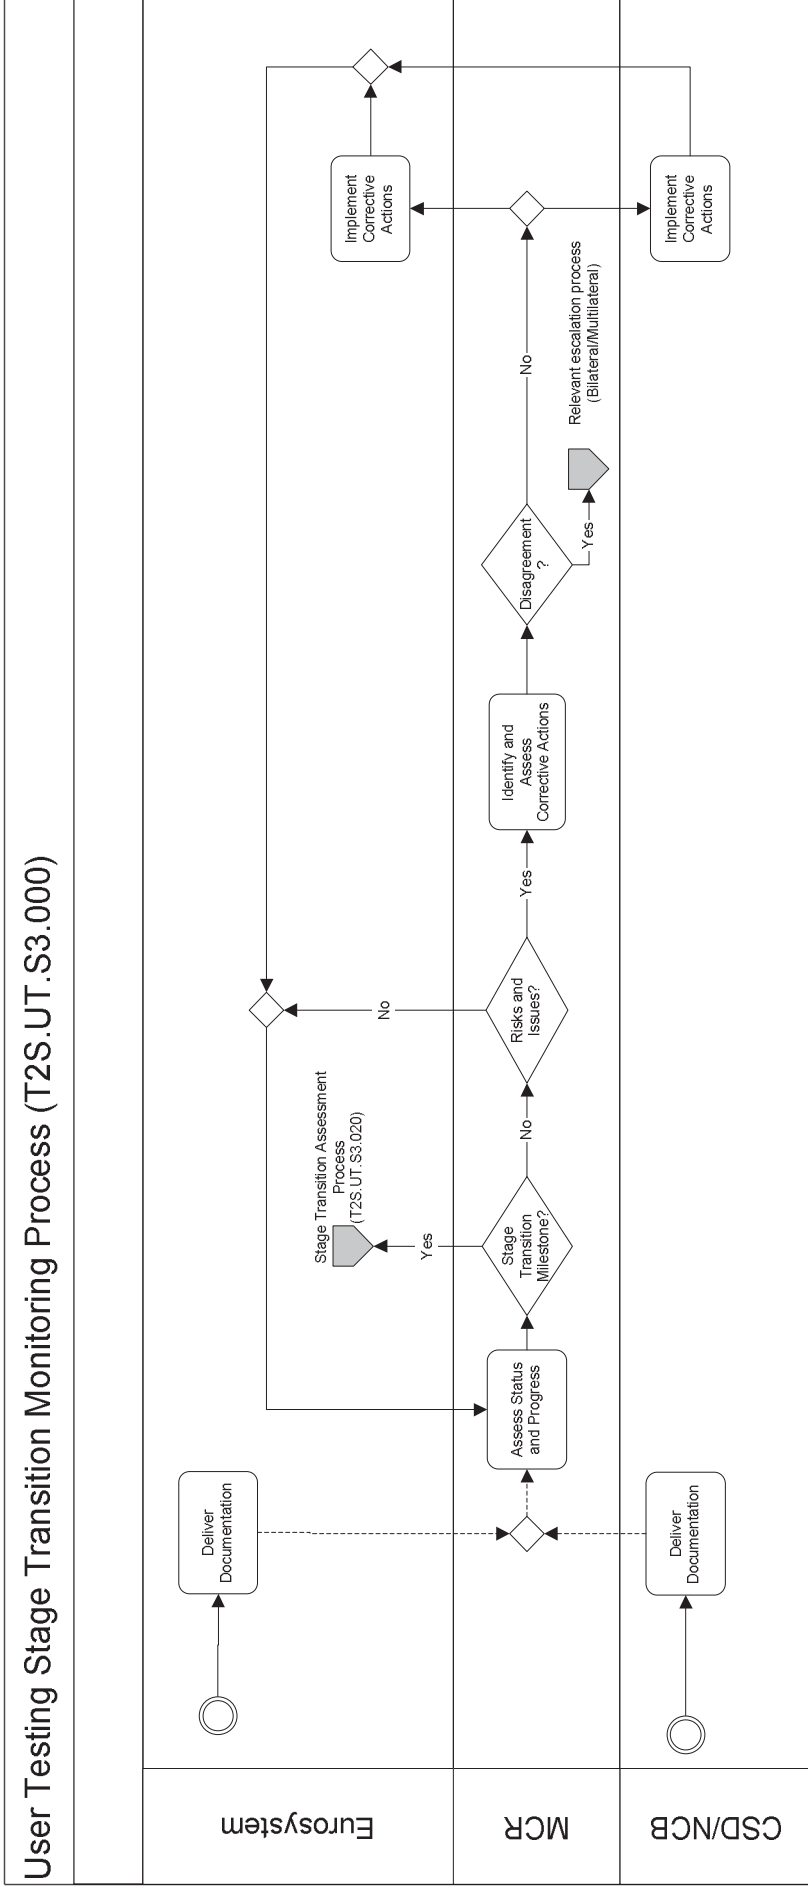 User Testing Stage Transition Monitoring Process (T2S.UT.S3.000)
Eurosystem
Deliver
Documentation
Stage Transition Assessment
Process
(T2S.UT.S3.020)
Yes
No
Implement
Corrective
Actions
MCR
Assess Status
and Progress
Stage
Transition
Milestone?
No
Risks and
Issues?
Yes
Identify and
Assess
Corrective Actions
Disagreement
?
No
Yes
Relevant escalation process
(Bilateral/Multilateral)
CSD/NCB
Deliver
Documentation
Implement
Corrective
Actions